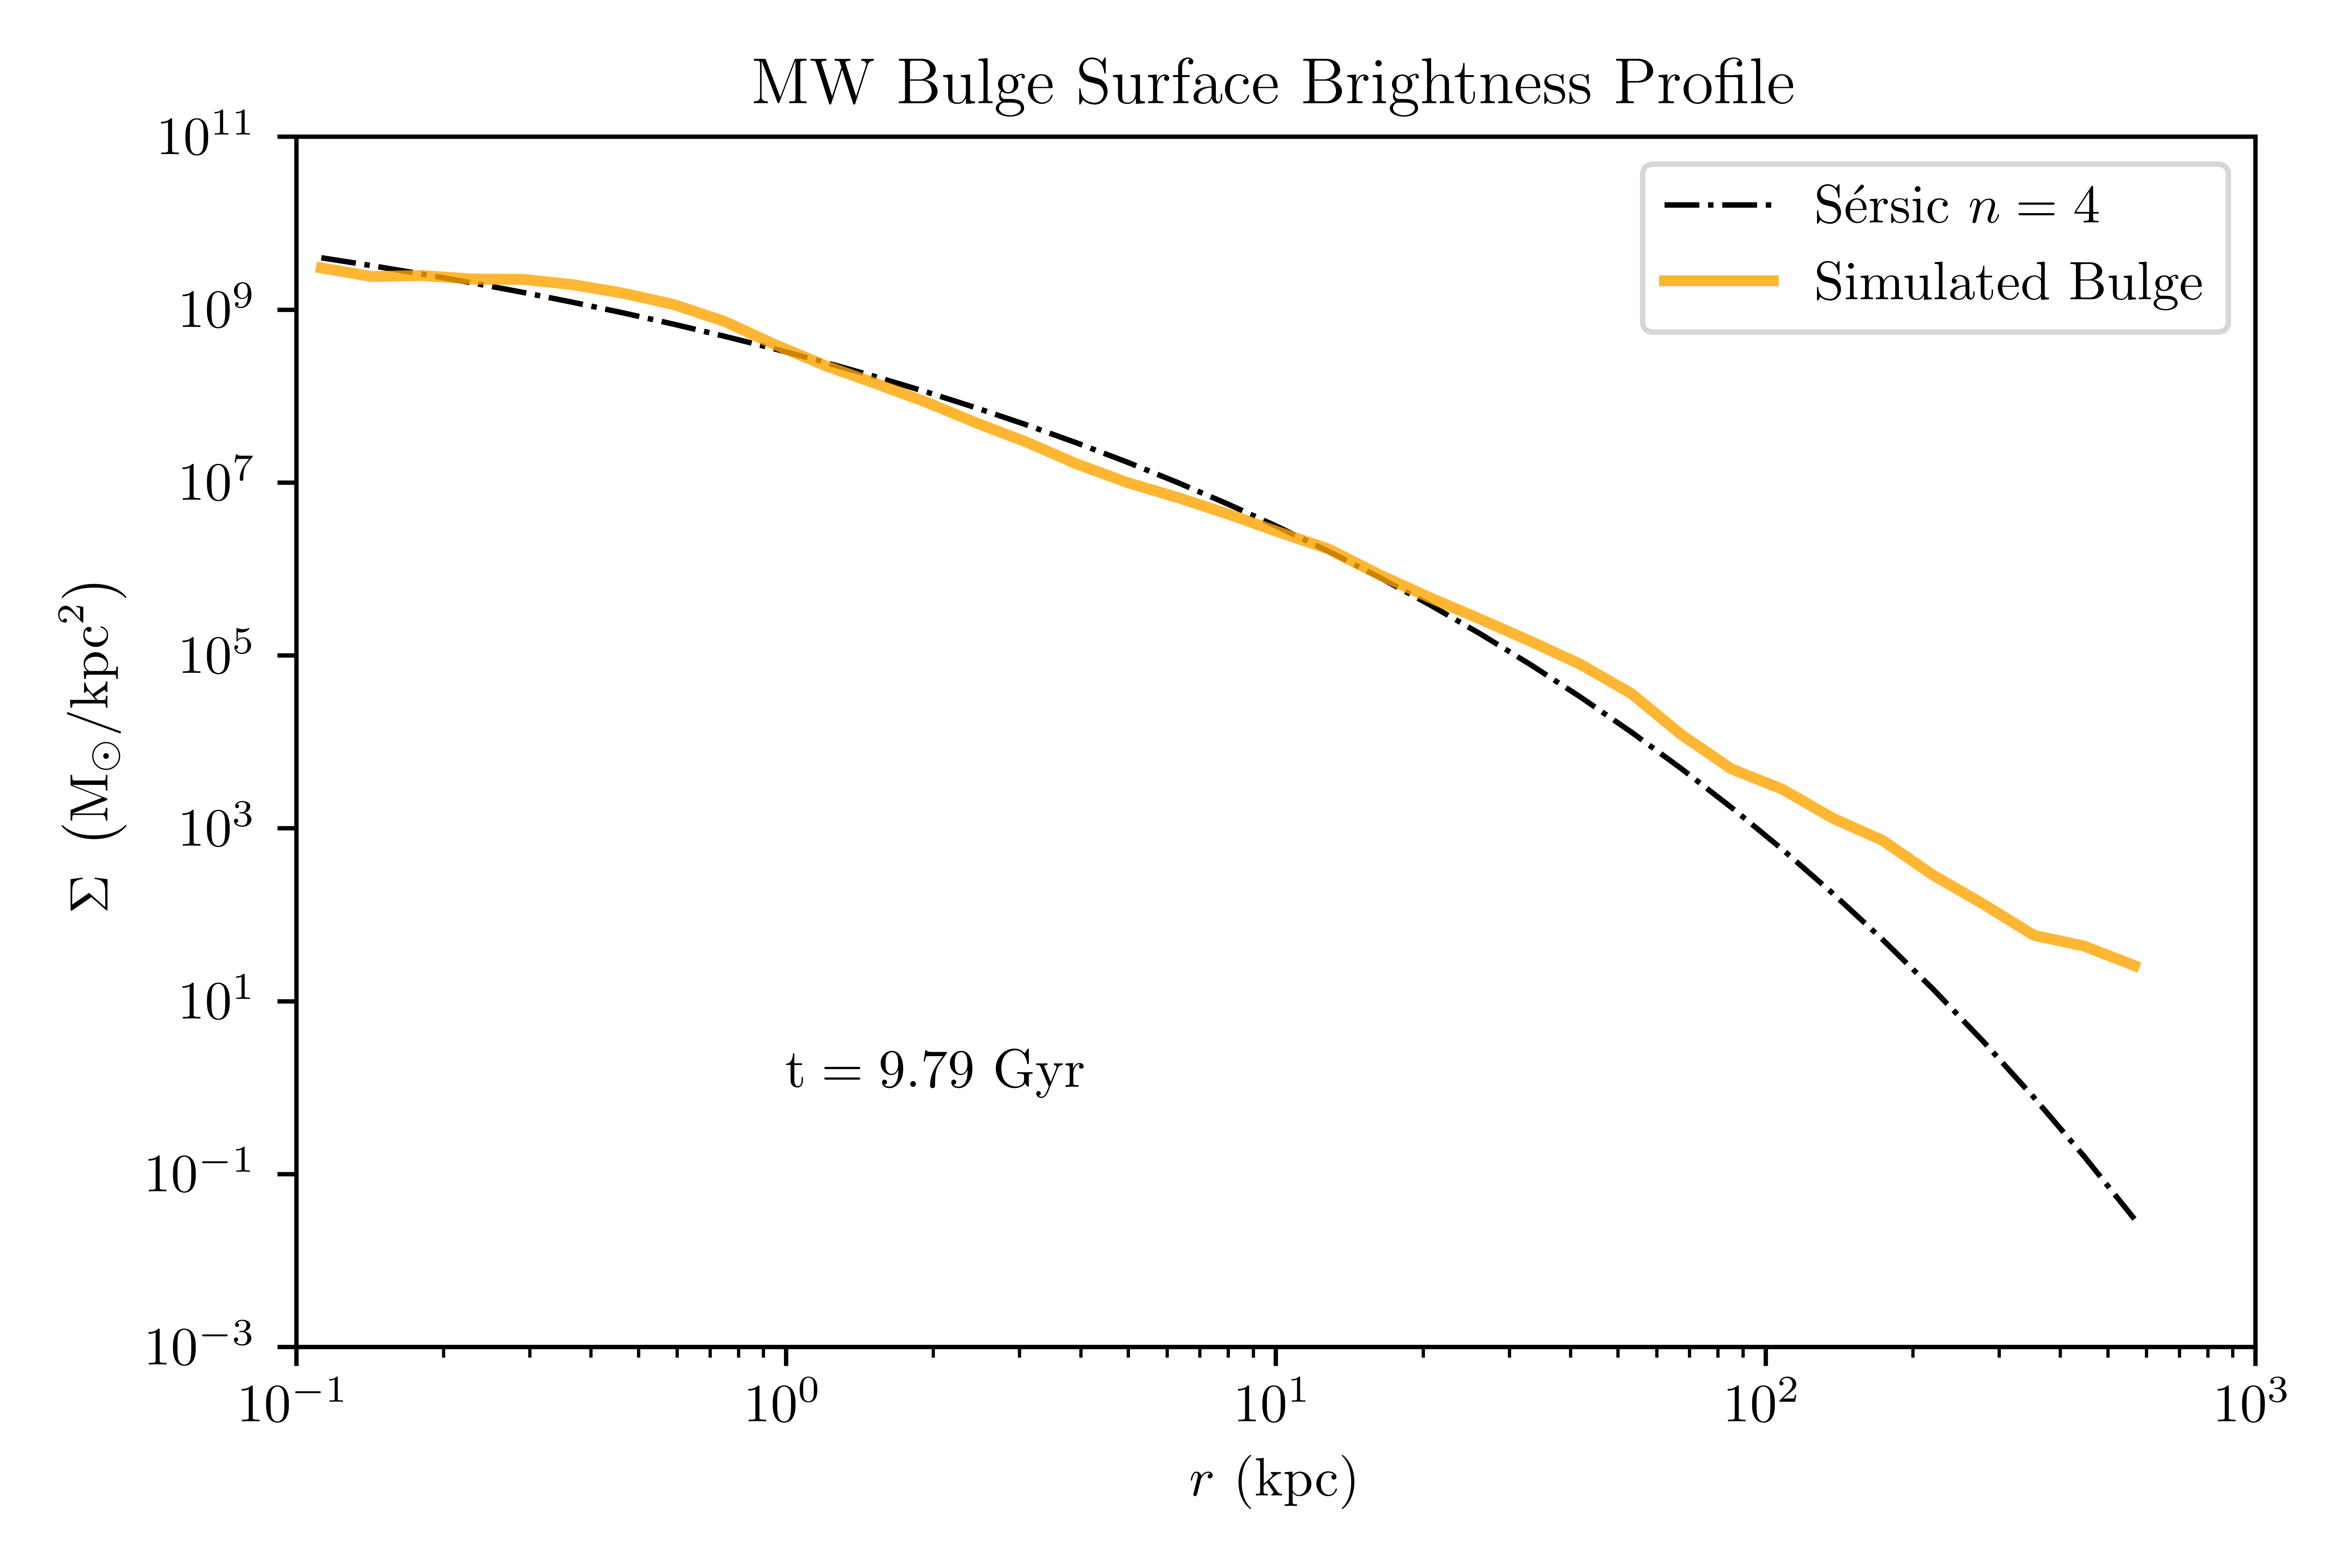 MW Bulge Surface Brightness Profile
10¹¹
10⁹
10⁷
10⁵
10³
10¹
10⁻¹
10⁻³
Σ (M⊙/kpc²)
Sérsic n = 4
Simulated Bulge
t = 9.79 Gyr
10⁻¹ 10⁰ 10¹ 10² 10³
r (kpc)